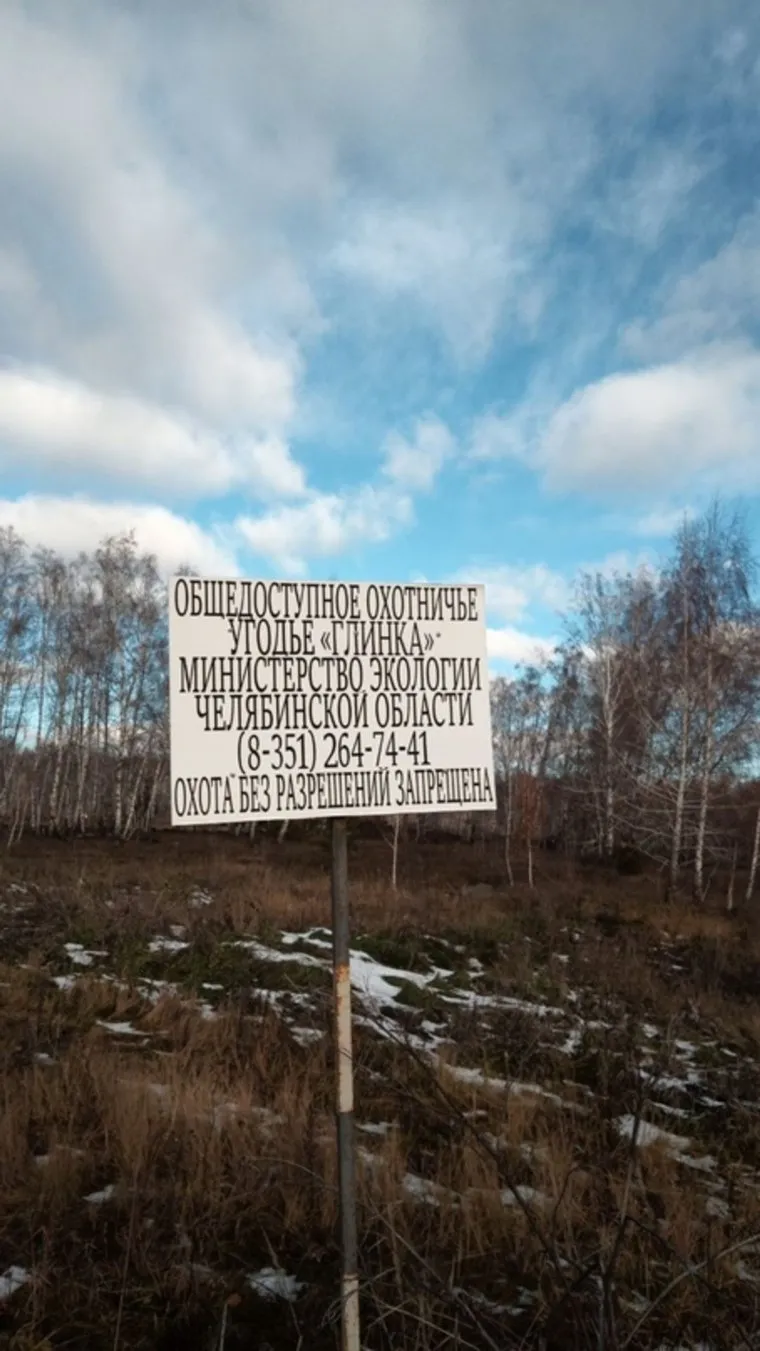 ОБЩЕДОСТУПНОЕ ОХОТНИЧЬЕ
УГОДЬЕ «ГЛИНКА»
МИНИСТЕРСТВО ЭКОЛОГИИ
ЧЕЛЯБИНСКОЙ ОБЛАСТИ
(8-351) 264-74-41
ОХОТА БЕЗ РАЗРЕШЕНИЙ ЗАПРЕЩЕНА